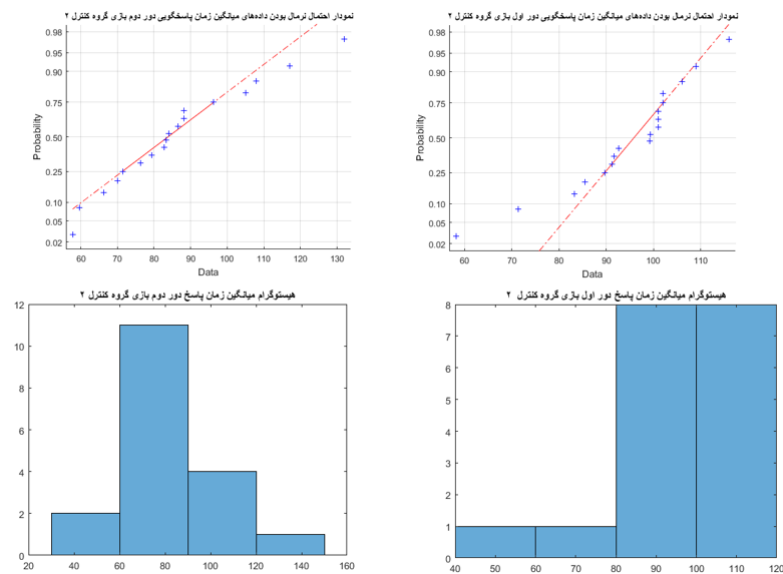 نمودار احتمال نرمال بودن داده‌های میانگین زمان پاسخگویی دور دوم بازی گروه کنترل ۲
0.98
0.95
0.90
0.75
0.50
0.25
0.10
0.05
0.02
Probability
60 70 80 90 100 110 120 130
Data
نمودار احتمال نرمال بودن داده‌های میانگین زمان پاسخگویی دور اول بازی گروه کنترل ۲
0.98
0.95
0.90
0.75
0.50
0.25
0.10
0.05
0.02
Probability
60 70 80 90 100 110
Data
هیستوگرام میانگین زمان پاسخ دور دوم بازی گروه کنترل ۲
12
10
8
6
4
2
0
20 40 60 80 100 120 140 160
هیستوگرام میانگین زمان پاسخ دور اول بازی گروه کنترل ۲
8
7
6
5
4
3
2
1
0
40 50 60 70 80 90 100 110 120